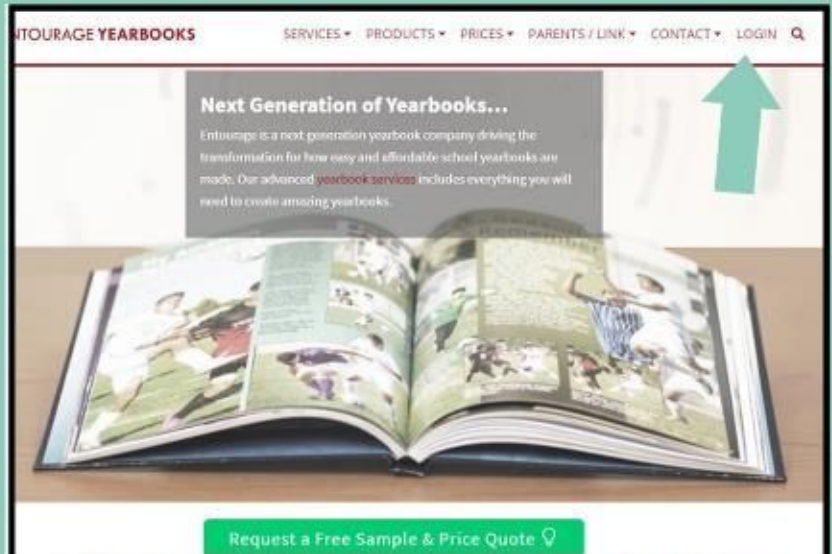 NTOURAGE YEARBOOKS
SERVICES PRODUCTS PRICES PARENTS / LINK CONTACT LOGIN
Next Generation of Yearbooks...
Entourage is a next generation yearbook company driving the
transformation for how easy and affordable school yearbooks are
made. Our advanced yearbook services includes everything you will
need to create amazing yearbooks.
Request a Free Sample & Price Quote